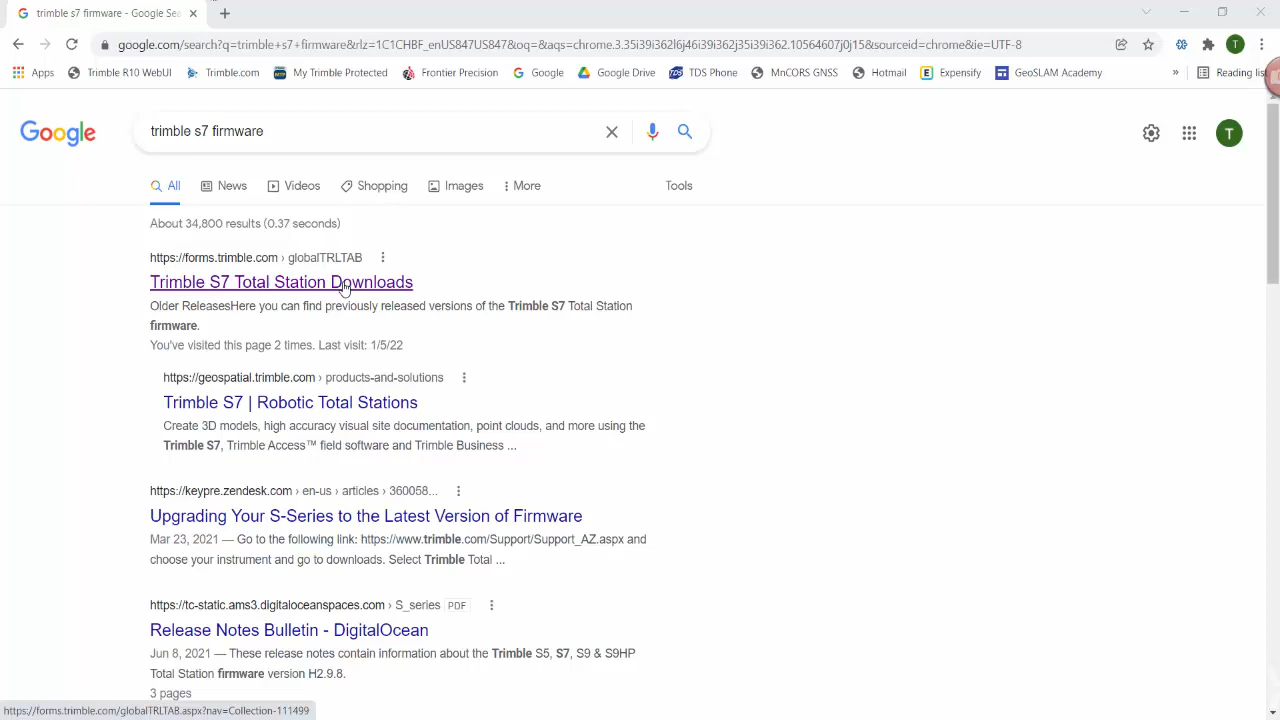 trimble s7 firmware - Google Sea
google.com/search?q=trimble+s7+firmware&rlz=1C1CHBF_enUS847US847&oq=t&aqs=chrome.3.35i39i362l6j46i39i362j35i39i362.10764607j0j15&sourceid=chrome&ie=UTF-8
Apps Trimble R10 WebUI Trimble.com My Trimble Protected Frontier Precision Google Google Drive TDS Phone MnCORS GNSS Hotmail Expensify GeoSLAM Academy » Reading list
Google trimble s7 firmware T
All News Videos Shopping Images More Tools
About 34,800 results (0.37 seconds)
https://forms.trimble.com › globalTRLTAB
Trimble S7 Total Station Downloads
Older ReleasesHere you can find previously released versions of the Trimble S7 Total Station
firmware.
You've visited this page 2 times. Last visit: 1/5/22
https://geospatial.trimble.com › products-and-solutions
Trimble S7 | Robotic Total Stations
Create 3D models, high accuracy visual site documentation, point clouds, and more using the
Trimble S7, Trimble Access™ field software and Trimble Business ...
https://keypre.zendesk.com › en-us › articles › 360058...
Upgrading Your S-Series to the Latest Version of Firmware
Mar 23, 2021 — Go to the following link: https://www.trimble.com/Support/Support_AZ.aspx and
choose your instrument and go to downloads. Select Trimble Total ...
https://tc-static.ams3.digitaloceanspaces.com › S_series PDF
Release Notes Bulletin - DigitalOcean
Jun 8, 2021 — These release notes contain information about the Trimble S5, S7, S9 & S9HP
Total Station firmware version H2.9.8.
3 pages
https://forms.trimble.com/globalTRLTAB.aspx?nav=Collection-111499